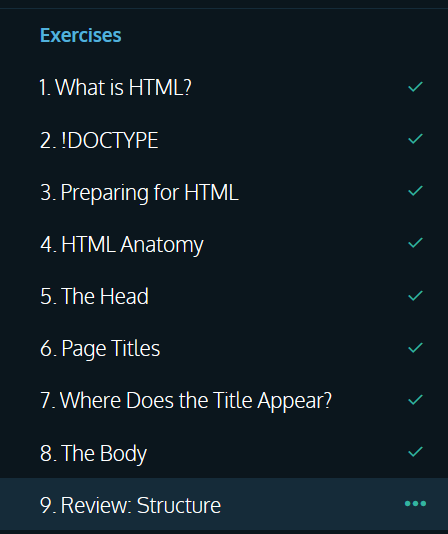 Exercises
1. What is HTML?
2. !DOCTYPE
3. Preparing for HTML
4. HTML Anatomy
5. The Head
6. Page Titles
7. Where Does the Title Appear?
8. The Body
9. Review: Structure